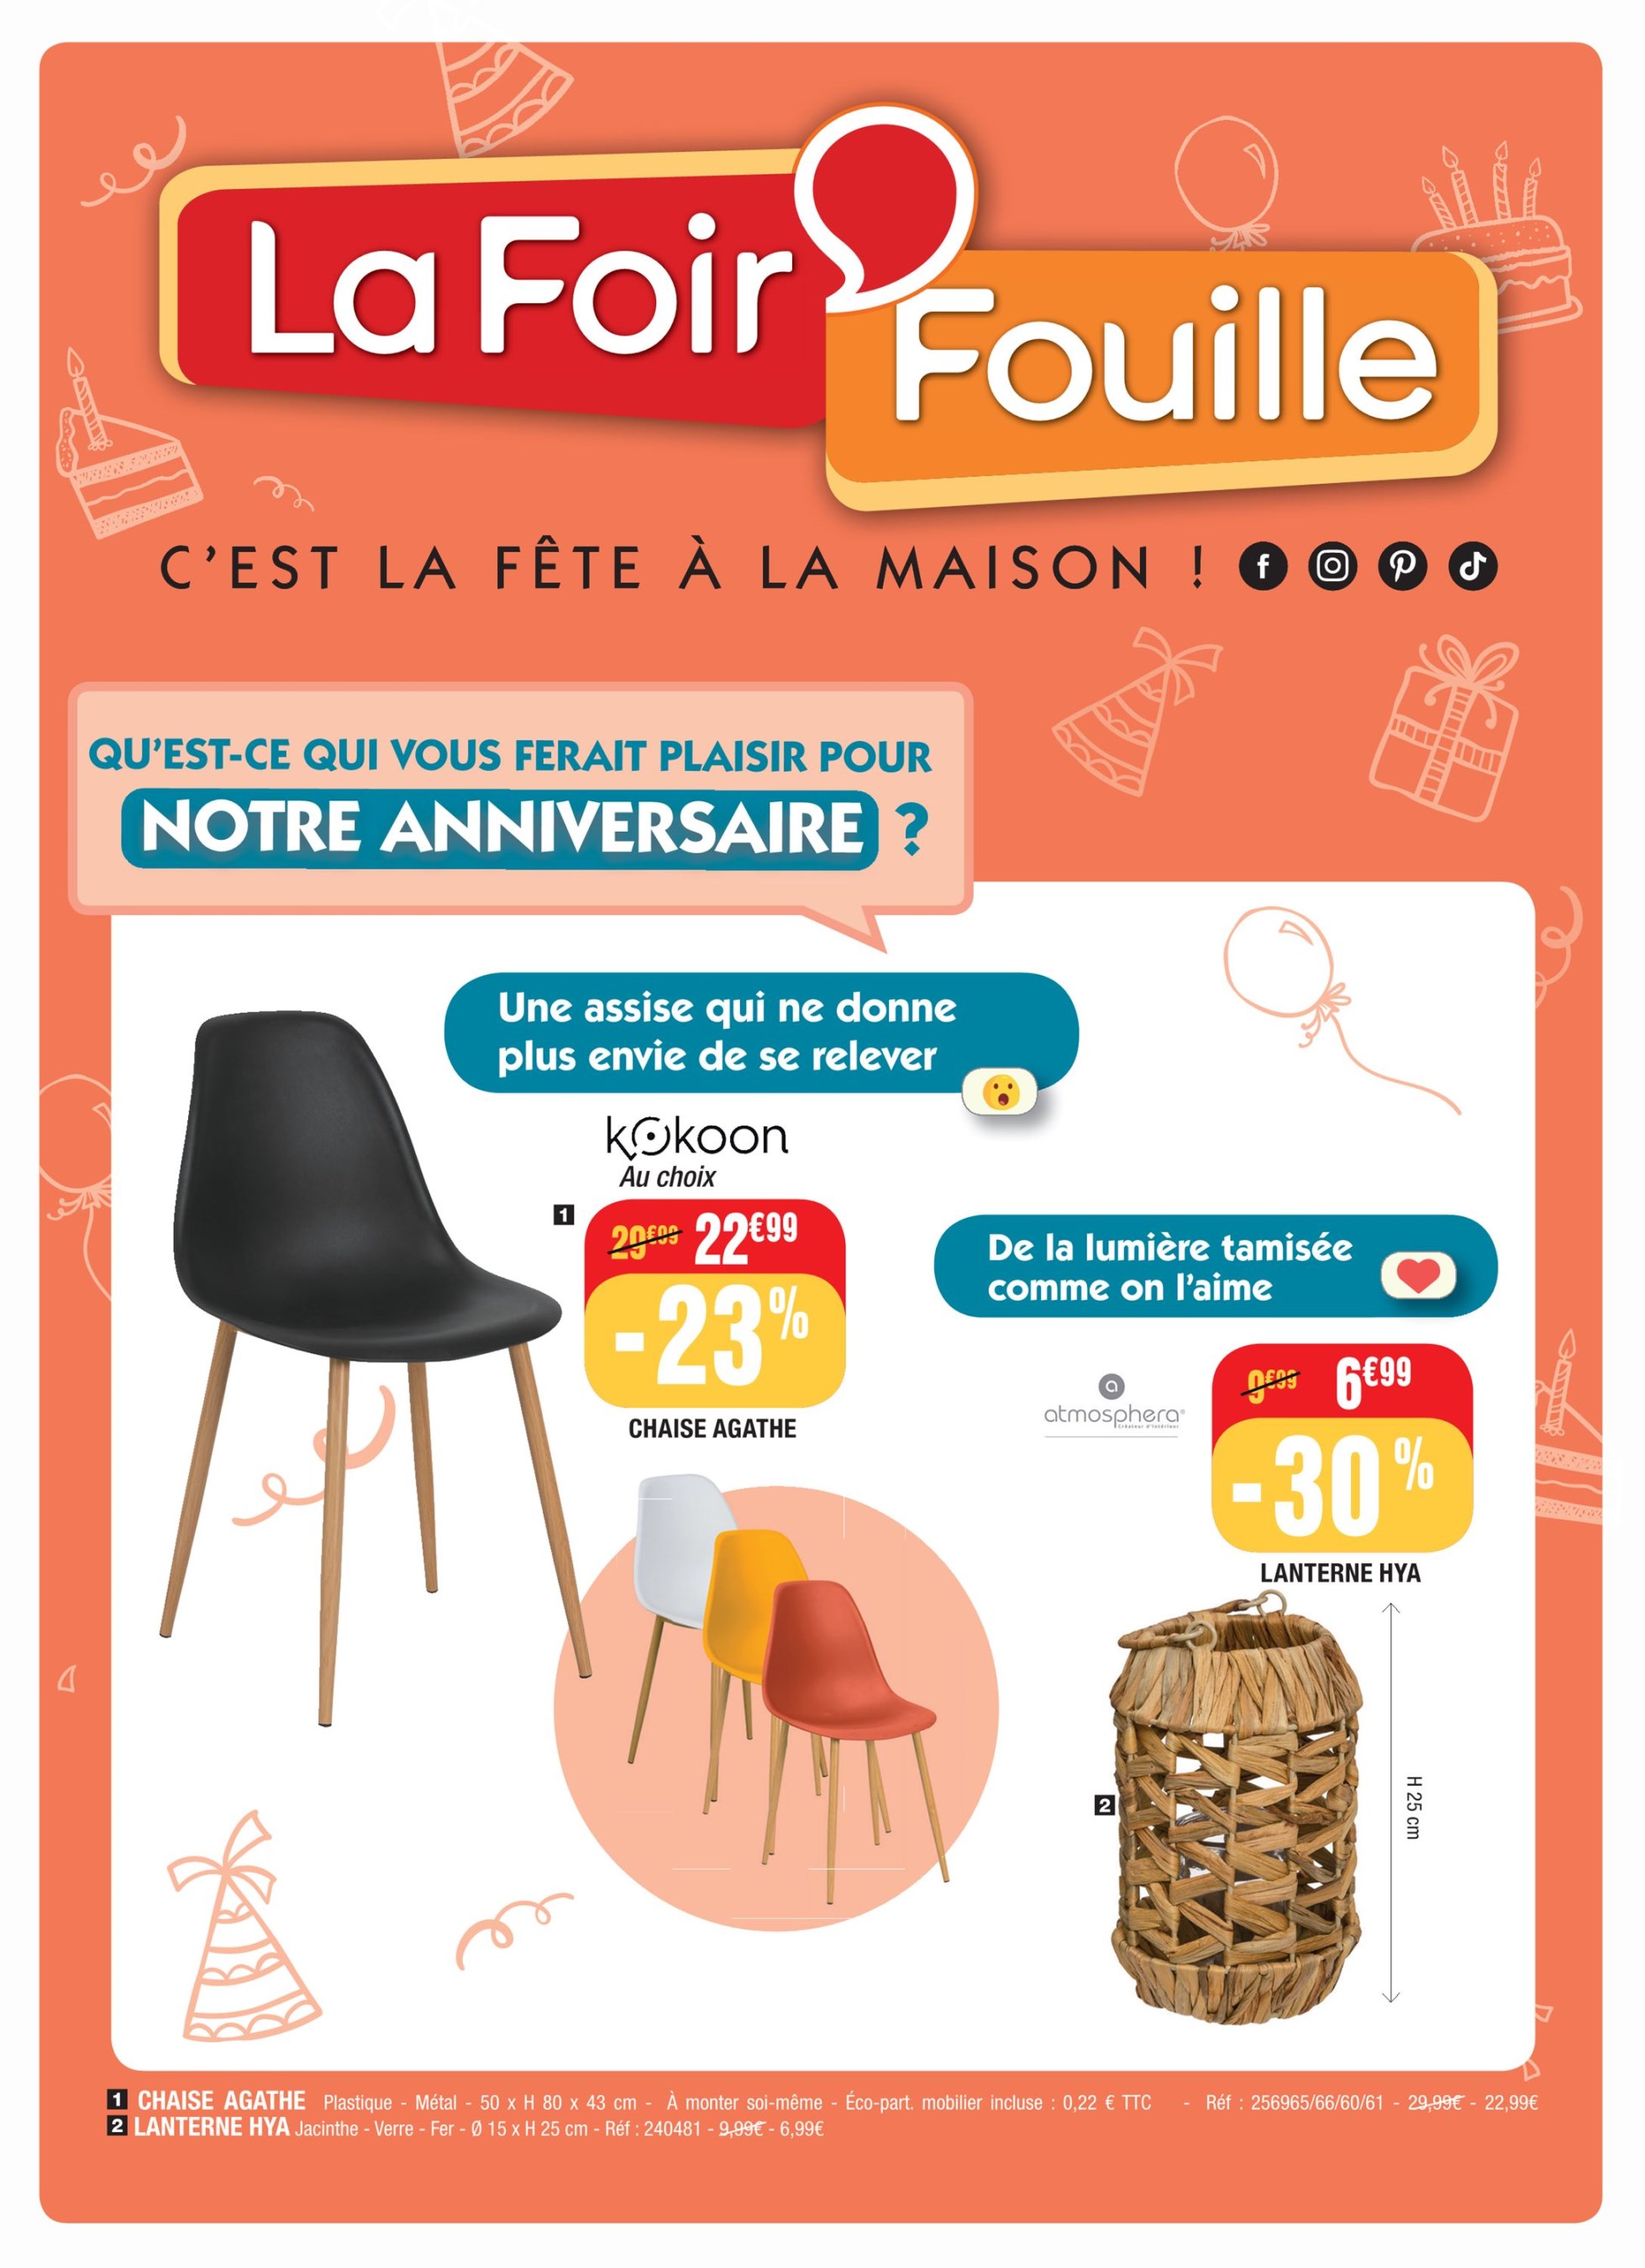 La Foir'
Fouille
C'EST LA FÊTE À LA MAISON !
QU'EST-CE QUI VOUS FERAIT PLAISIR POUR
NOTRE ANNIVERSAIRE ?
Une assise qui ne donne
plus envie de se relever
kokoon
Au choix
1
29€99 22€99
-23%
CHAISE AGATHE
De la lumière tamisée
comme on l'aime
a
atmosphera
Créateur d'intérieur
9€99 6€99
-30%
LANTERNE HYA
2
H 25 cm
1 CHAISE AGATHE Plastique - Métal - 50 x H 80 x 43 cm - À monter soi-même - Éco-part. mobilier incluse : 0,22 € TTC - Réf : 256965/66/60/61 - 29,99€ - 22,99€
2 LANTERNE HYA Jacinthe - Verre - Fer - Ø 15 x H 25 cm - Réf : 240481 - 9,99€ - 6,99€